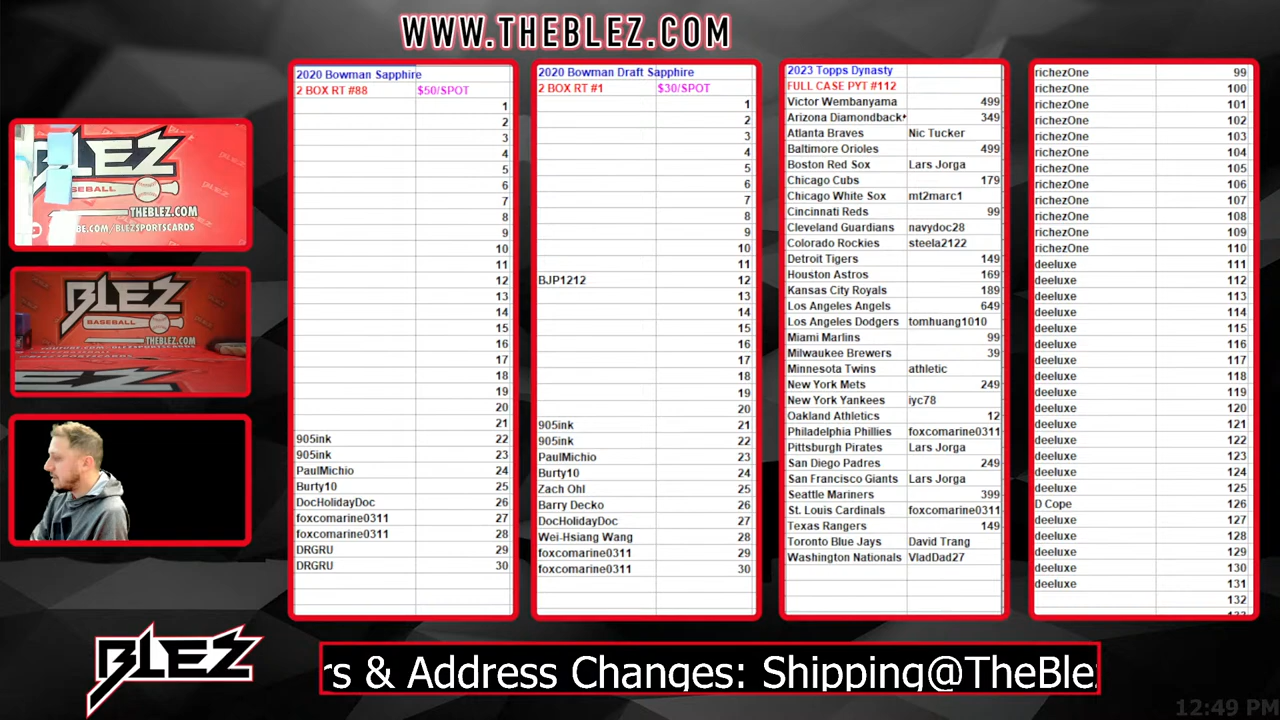 WWW.THEBLEZ.COM
2020 Bowman Sapphire
2 BOX RT #88 $50/SPOT
1
2
3
4
5
6
7
8
9
10
11
12
13
14
15
16
17
18
19
20
21
905ink 22
905ink 23
PaulMichio 24
Burty10 25
DocHolidayDoc 26
foxcomarine0311 27
foxcomarine0311 28
DRGRU 29
DRGRU 30
2020 Bowman Draft Sapphire
2 BOX RT #1 $30/SPOT
1
2
3
4
5
6
7
8
9
10
11
BJP1212 12
13
14
15
16
17
18
19
20
905ink 21
905ink 22
PaulMichio 23
Burty10 24
Zach Ohl 25
Barry Decko 26
DocHolidayDoc 27
Wei-Hsiang Wang 28
foxcomarine0311 29
foxcomarine0311 30
2023 Topps Dynasty
FULL CASE PYT #112
Victor Wembanyama 499
Arizona Diamondback 349
Atlanta Braves Nic Tucker
Baltimore Orioles 499
Boston Red Sox Lars Jorga
Chicago Cubs 179
Chicago White Sox mt2marc1
Cincinnati Reds 99
Cleveland Guardians navydoc28
Colorado Rockies steela2122
Detroit Tigers 149
Houston Astros 169
Kansas City Royals 189
Los Angeles Angels 649
Los Angeles Dodgers tomhuang1010
Miami Marlins 99
Milwaukee Brewers 39
Minnesota Twins athletic
New York Mets 249
New York Yankees iyc78
Oakland Athletics 12
Philadelphia Phillies foxcomarine0311
Pittsburgh Pirates Lars Jorga
San Diego Padres 249
San Francisco Giants Lars Jorga
Seattle Mariners 399
St. Louis Cardinals foxcomarine0311
Texas Rangers 149
Toronto Blue Jays David Trang
Washington Nationals VladDad27
richezOne 99
richezOne 100
richezOne 101
richezOne 102
richezOne 103
richezOne 104
richezOne 105
richezOne 106
richezOne 107
richezOne 108
richezOne 109
richezOne 110
deeluxe 111
deeluxe 112
deeluxe 113
deeluxe 114
deeluxe 115
deeluxe 116
deeluxe 117
deeluxe 118
deeluxe 119
deeluxe 120
deeluxe 121
deeluxe 122
deeluxe 123
deeluxe 124
deeluxe 125
D Cope 126
deeluxe 127
deeluxe 128
deeluxe 129
deeluxe 130
deeluxe 131
132
BLEZ
SEBALL
THEBLEZ.COM
BE.COM/BLEZSPORTSCARDS
BLEZ
BASEBALL
THEBLEZ.COM
BLEZ
rs & Address Changes: Shipping@TheBlez
12:49 PM